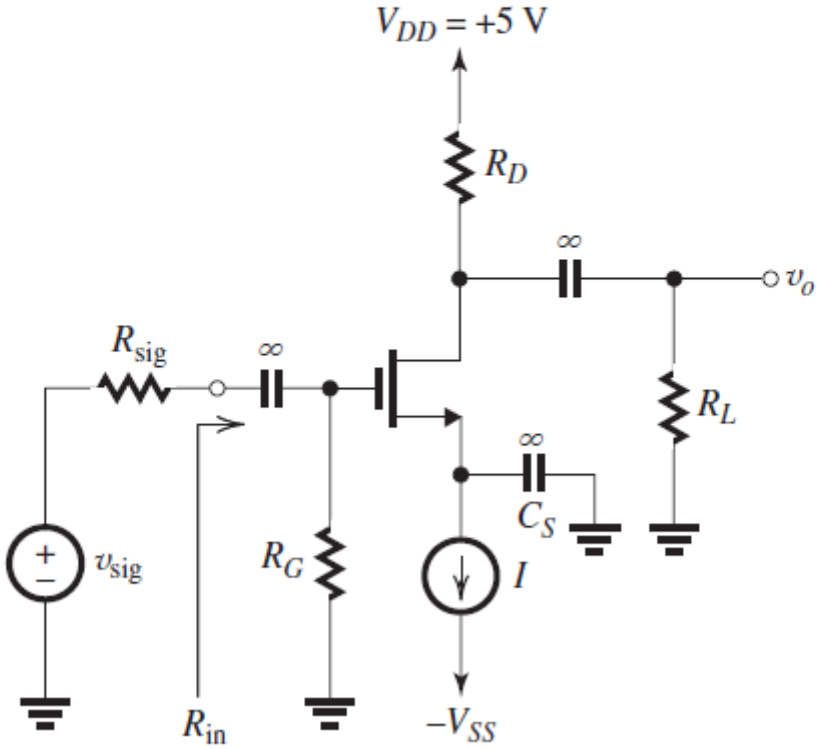 V_DD = +5 V
R_D
∞
v_o
R_sig
∞
R_L
∞
C_S
+
−
v_sig
R_G
I
R_in
−V_SS